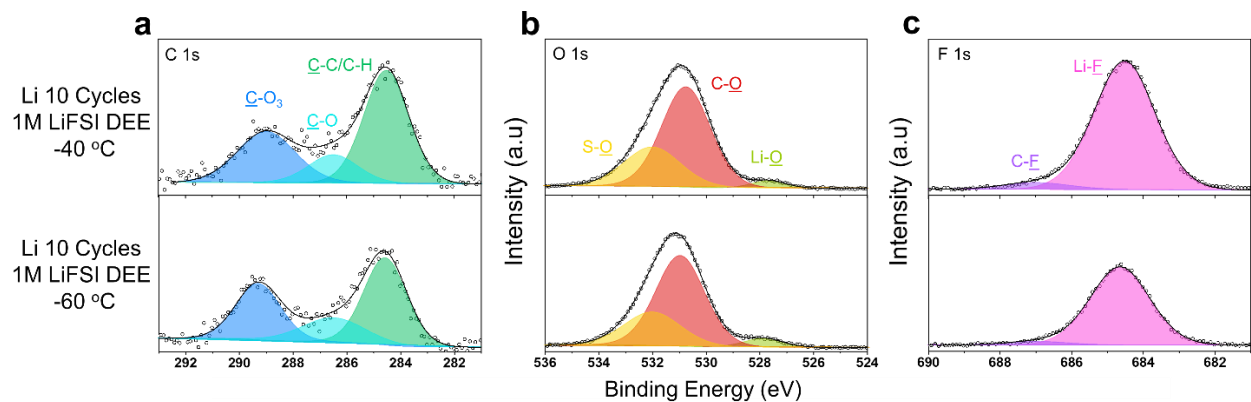 a
b
c
Li 10 Cycles
1M LiFSI DEE
-40 °C
Li 10 Cycles
1M LiFSI DEE
-60 °C
C 1s
C-C/C-H
C-O3
C-O
292 290 288 286 284 282
Intensity (a.u)
O 1s
C-O
S-O
Li-O
536 534 532 530 528 526 524
Binding Energy (eV)
Intensity (a.u)
F 1s
Li-F
C-F
690 688 686 684 682